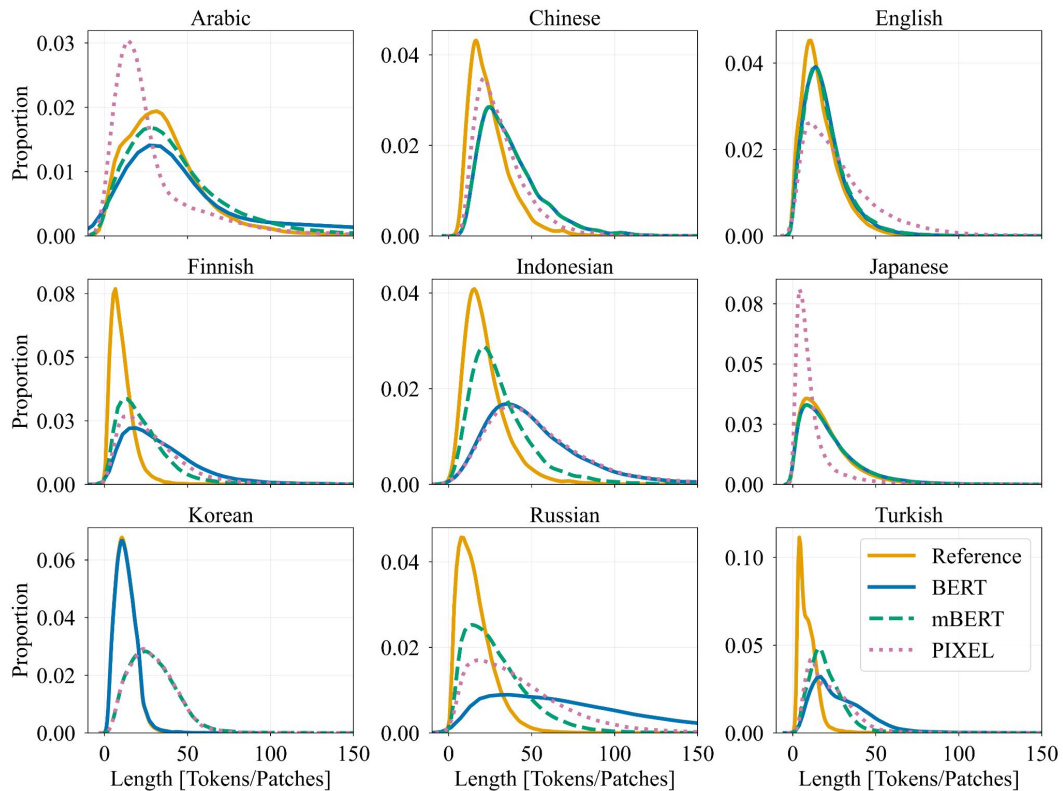 Arabic
Chinese
English
0.03
0.02
0.01
0.00
Proportion
0.04
0.02
0.00
0.04
0.02
0.00
Finnish
Indonesian
Japanese
0.08
0.05
0.03
0.00
Proportion
0.04
0.02
0.00
0.08
0.05
0.03
0.00
Korean
Russian
Turkish
0.06
0.04
0.02
0.00
Proportion
0 50 100 150
Length [Tokens/Patches]
0.04
0.02
0.00
0 50 100 150
Length [Tokens/Patches]
0.10
0.05
0.00
Reference
BERT
mBERT
PIXEL
0 50 100 150
Length [Tokens/Patches]